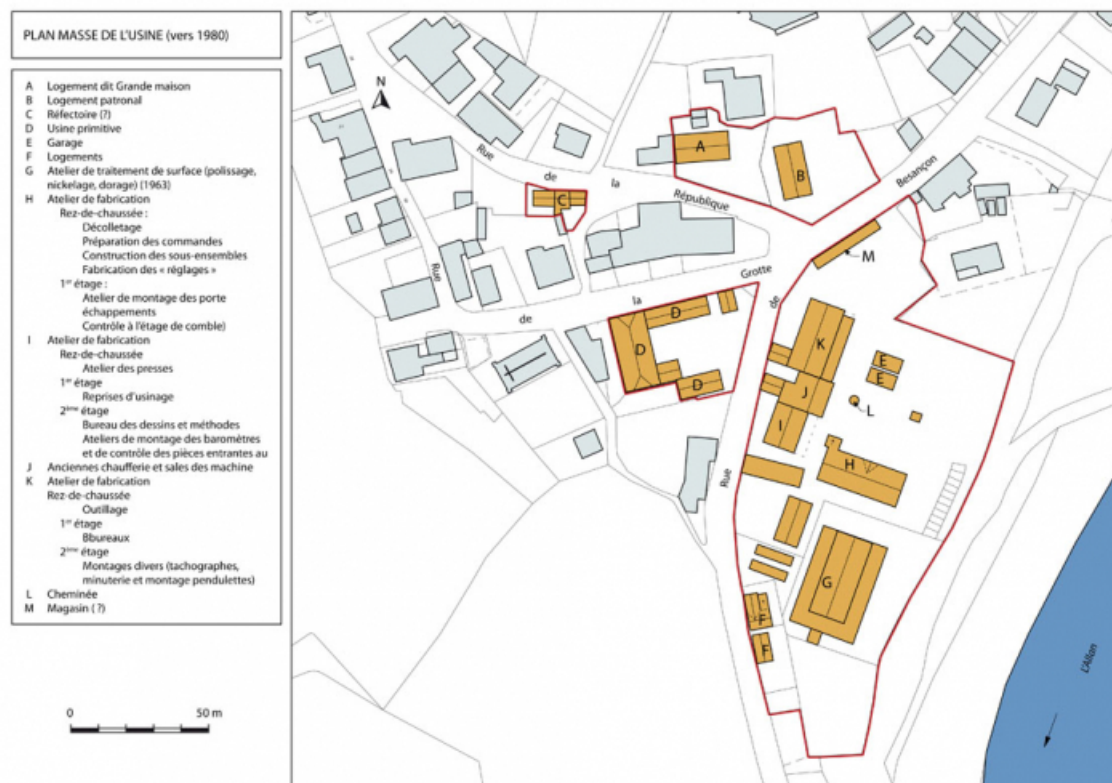 PLAN MASSE DE L'USINE (vers 1980)
A Logement dit Grande maison
B Logement patronal
C Réfectoire (?)
D Usine primitive
E Garage
F Logements
G Atelier de traitement de surface (polissage,
nickelage, dorage) (1963)
H Atelier de fabrication
Rez-de-chaussée :
Décolletage
Préparation des commandes
Construction des sous-ensembles
Fabrication des « réglages »
1er étage :
Atelier de montage des porte
échappements
Contrôle à l'étage de comble)
I Atelier de fabrication
Rez-de-chaussée
Atelier des presses
1er étage
Reprises d'usinage
2ème étage
Bureau des dessins et méthodes
Ateliers de montage des baromètres
et de contrôle des pièces entrantes au
J Anciennes chaufferie et sales des machine
K Atelier de fabrication
Rez-de-chaussée
Outillage
1er étage
Bbureaux
2ème étage
Montages divers (tachographes,
minuterie et montage pendulettes)
L Cheminée
M Magasin ( ?)
0 50 m
N
Rue de la République
A
B
C
Besançon
M
Rue de la Grotte
de
D
D
D
K
E
E
J
L
I
H
Rue
G
F
F
L'Allan